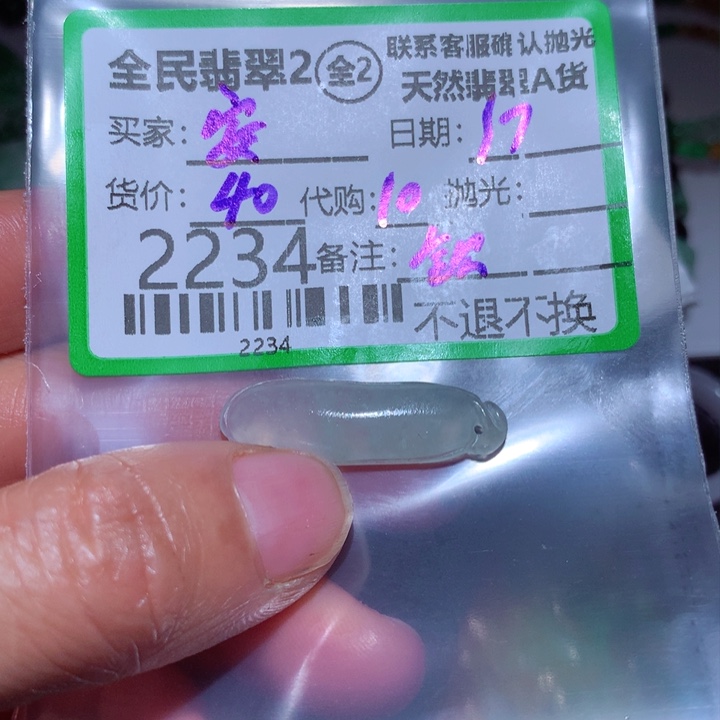 全民翡翠2 全2 联系客服确认抛光
天然翡翠A货
买家: 安 日期: 17
货价: 40 代购: 10 抛光:
2234 备注:
不退不换
2234